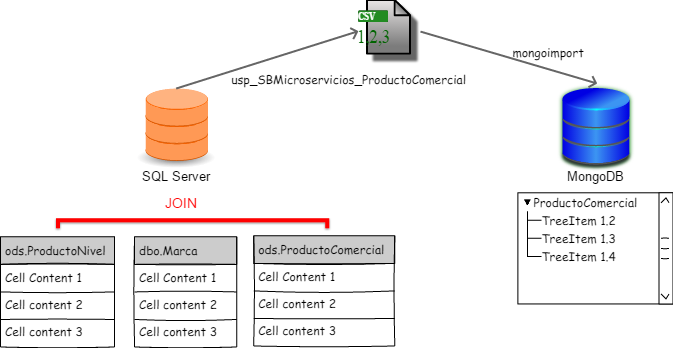 CSV
1,2,3
mongoimport
usp_SBMicroservicios_ProductoComercial
SQL Server
MongoDB
JOIN
ProductoComercial
TreeItem 1.2
TreeItem 1.3
TreeItem 1.4
ods.ProductoNivel
Cell Content 1
Cell content 2
Cell content 3
dbo.Marca
Cell Content 1
Cell content 2
Cell content 3
ods.ProductoComercial
Cell Content 1
Cell content 2
Cell content 3